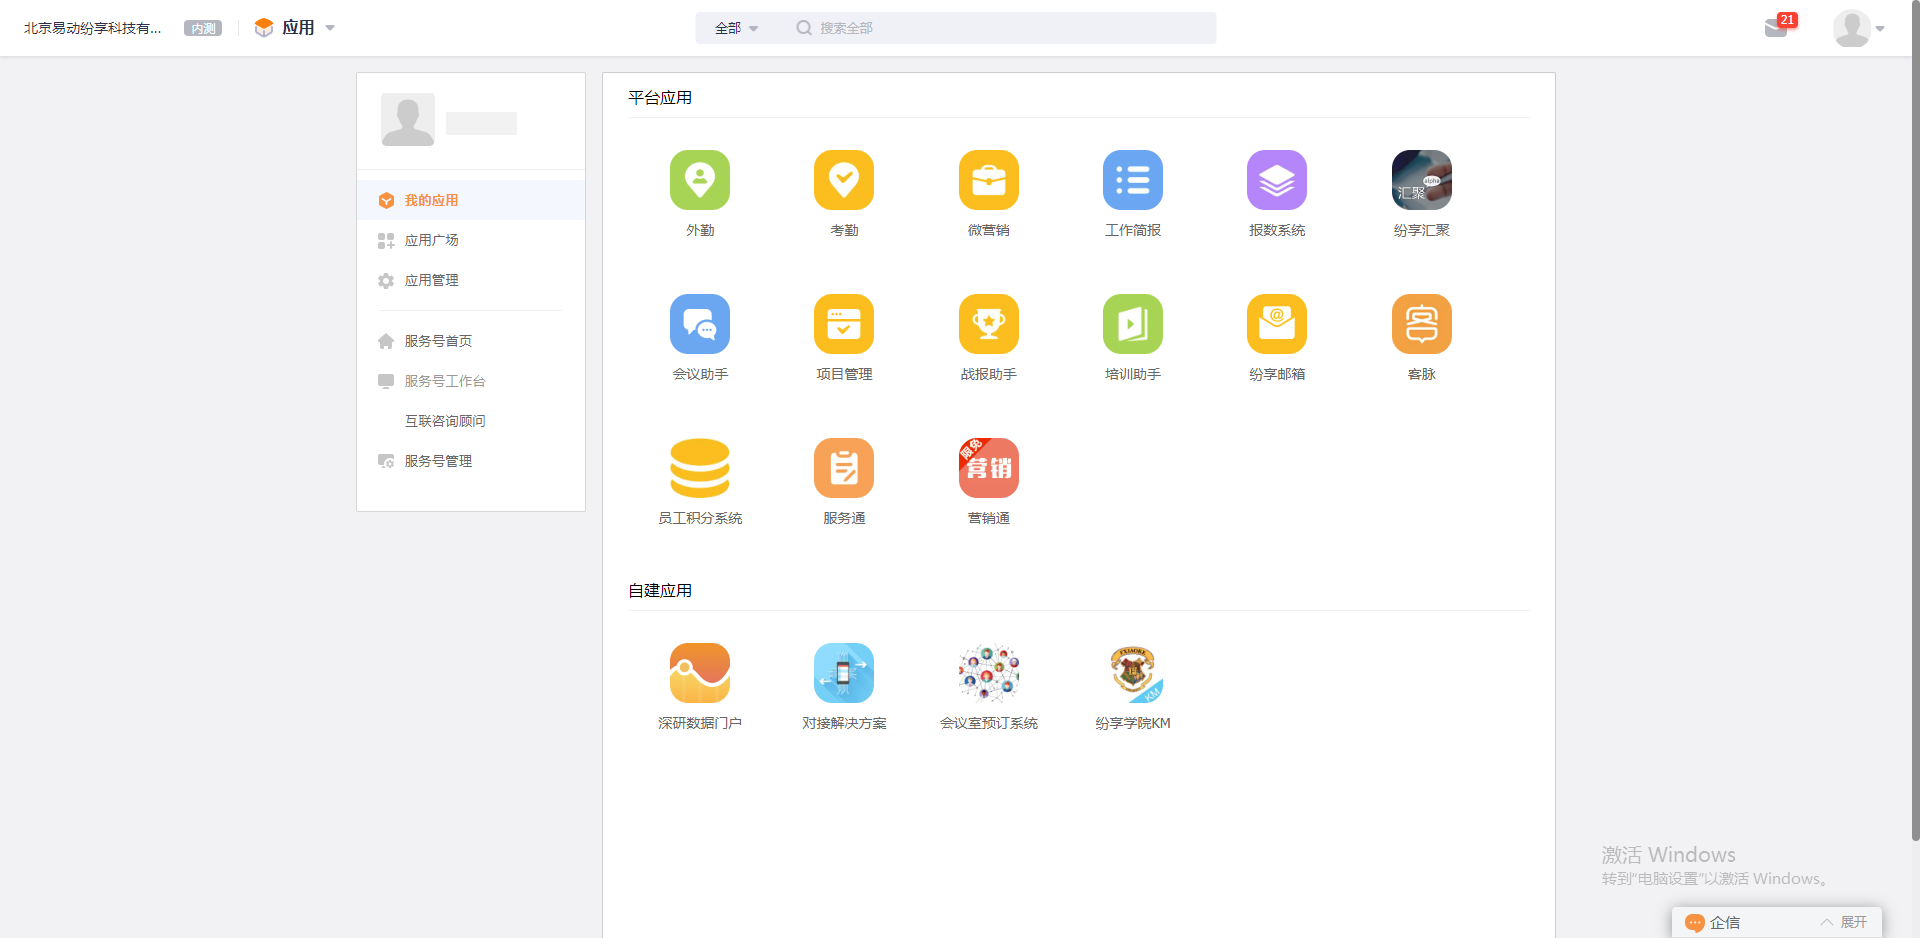 北京易动纷享科技有... 内测 应用 全部 搜索全部 21
平台应用
我的应用
应用广场
应用管理
服务号首页
服务号工作台
互联咨询顾问
服务号管理
汇聚 alpha
外勤 考勤 微营销 工作简报 报数系统 纷享汇聚
@
会议助手 项目管理 战报助手 培训助手 纷享邮箱 客脉
限免
营销
员工积分系统 服务通 营销通
自建应用
FXIAOKE
KM
深研数据门户 对接解决方案 会议室预订系统 纷享学院KM
激活 Windows
转到“电脑设置”以激活 Windows。
企信 展开